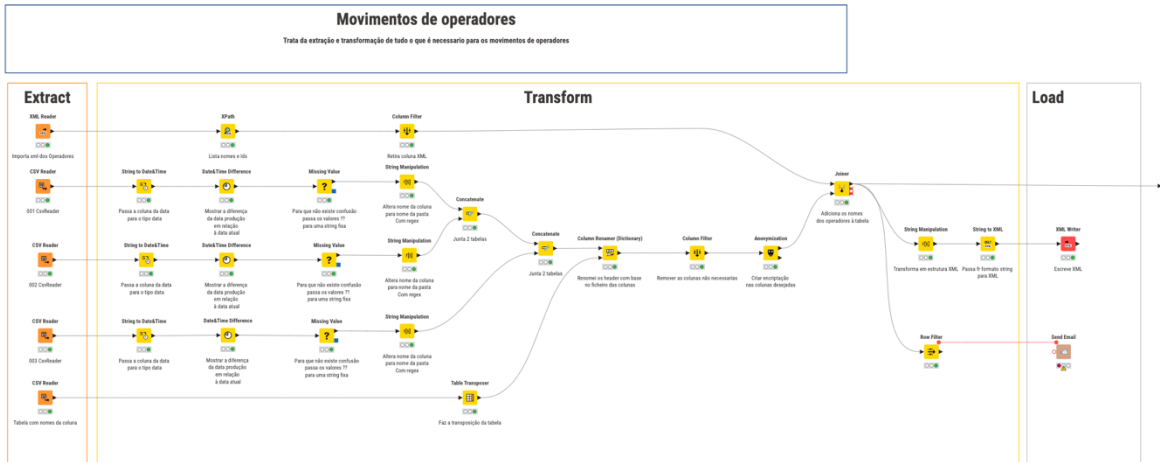 Movimentos de operadores
Trata da extração e transformação de tudo o que é necessario para os movimentos de operadores
Extract
Transform
Load
XML Reader
Importa xml dos Operadores
XPath
Lista nomes e Ids
Column Filter
Retira coluna XML
CSV Reader
001 CsvReader
String to Date&Time
Passa a coluna da data
para o tipo data
Date&Time Difference
Mostrar a diferença
da data produção
em relação
à data atual
Missing Value
Para que não existe confusão
passa os valores ??
para uma string fixa
String Manipulation
Altera nome da coluna
para nome da pasta
Com regex
Concatenate
Junta 2 tabelas
CSV Reader
002 CsvReader
String to Date&Time
Passa a coluna da data
para o tipo data
Date&Time Difference
Mostrar a diferença
da data produção
em relação
à data atual
Missing Value
Para que não existe confusão
passa os valores ??
para uma string fixa
String Manipulation
Altera nome da coluna
para nome da pasta
Com regex
Concatenate
Junta 2 tabelas
Column Renamer (Dictionary)
Renomei os header com base
no ficheiro das colunas
Column Filter
Remover as colunas não necessarias
Anonymization
Criar encriptação
nas colunas desejadas
Joiner
Adiciona os nomes
dos operadores à tabela
String Manipulation
Transforma em estrutura XML
String to XML
Passa fr formato string
para XML
XML Writer
Escreve XML
CSV Reader
003 CsvReader
String to Date&Time
Passa a coluna da data
para o tipo data
Date&Time Difference
Mostrar a diferença
da data produção
em relação
à data atual
Missing Value
Para que não existe confusão
passa os valores ??
para uma string fixa
String Manipulation
Altera nome da coluna
para nome da pasta
Com regex
Row Filter
Send Email
CSV Reader
Tabela com nomes da coluna
Table Transposer
Faz a transposição da tabela